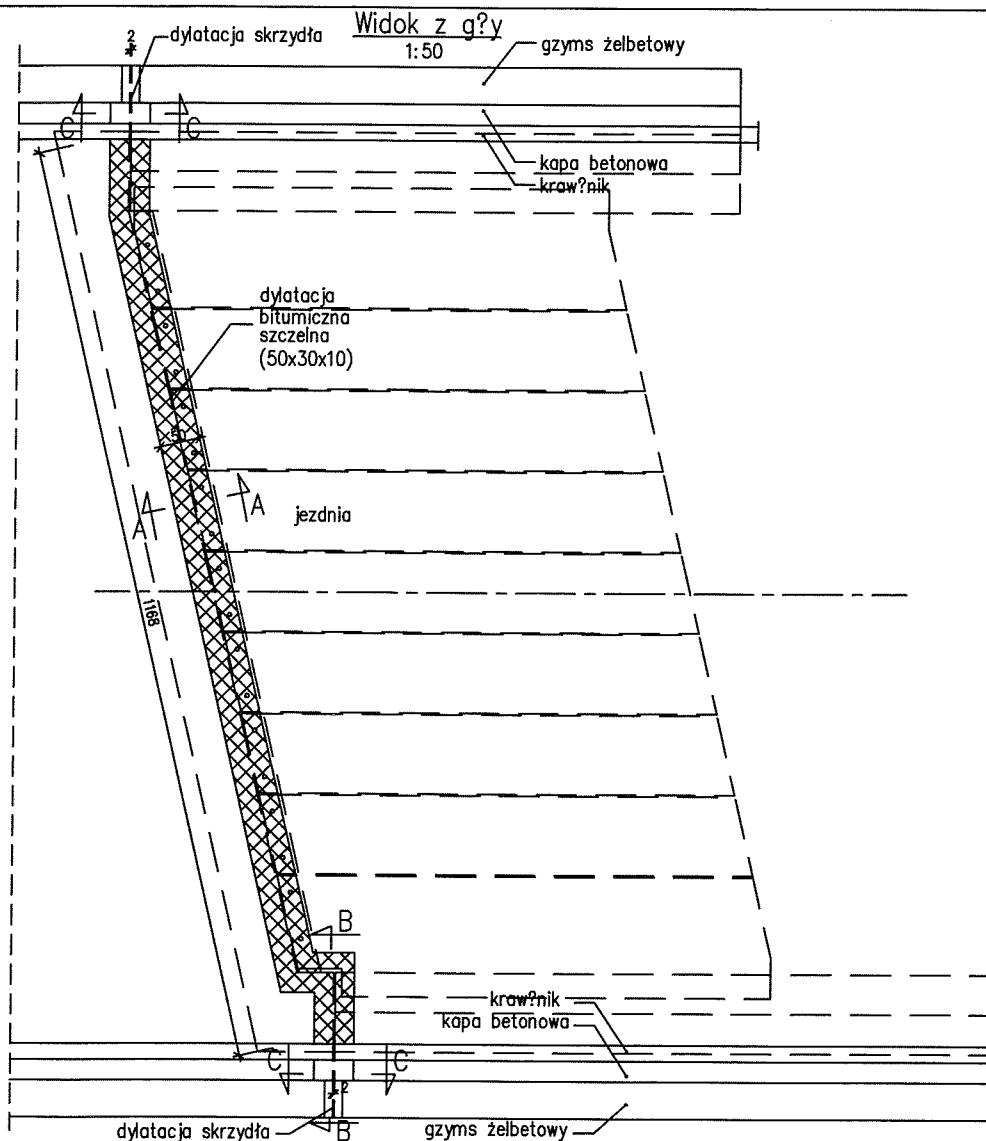 Widok z g?y
1:50
2
dylatacja skrzydła
gzyms żelbetowy
C
C
kapa betonowa
kraw?nik
dylatacja
bitumiczna
szczelna
(50x30x10)
50
A
A
jezdnia
1168
B
kraw?nik
kapa betonowa
C
C
2
dylatacja skrzydła
B
gzyms żelbetowy